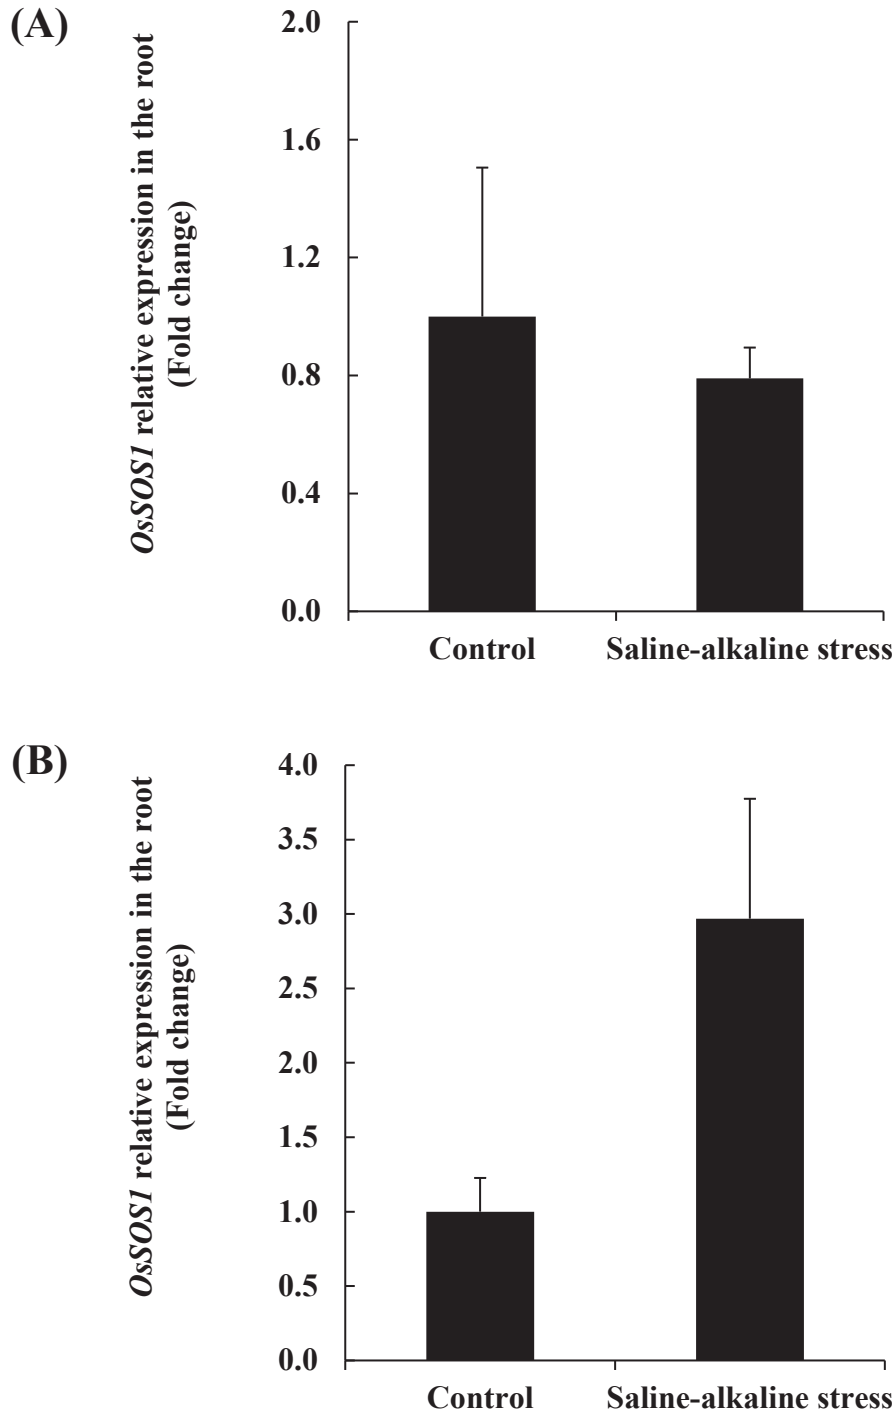 (A)
OsSOS1 relative expression in the root
(Fold change)
2.0
1.6
1.2
0.8
0.4
0.0
Control Saline-alkaline stress
(B)
OsSOS1 relative expression in the root
(Fold change)
4.0
3.5
3.0
2.5
2.0
1.5
1.0
0.5
0.0
Control Saline-alkaline stress